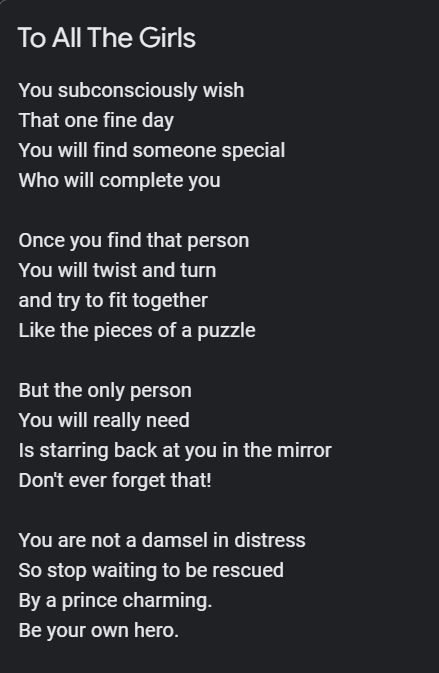 To All The Girls
You subconsciously wish
That one fine day
You will find someone special
Who will complete you
Once you find that person
You will twist and turn
and try to fit together
Like the pieces of a puzzle
But the only person
You will really need
Is starring back at you in the mirror
Don't ever forget that!
You are not a damsel in distress
So stop waiting to be rescued
By a prince charming.
Be your own hero.